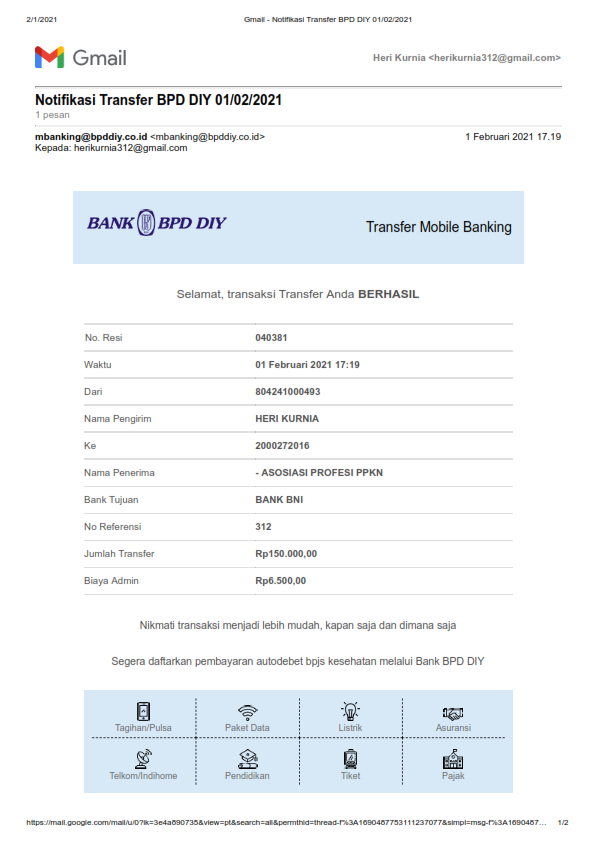 2/1/2021 Gmail - Notifikasi Transfer BPD DIY 01/02/2021
Gmail Heri Kurnia <herikurnia312@gmail.com>
Notifikasi Transfer BPD DIY 01/02/2021
1 pesan
mbanking@bpddiy.co.id <mbanking@bpddiy.co.id> 1 Februari 2021 17.19
Kepada: herikurnia312@gmail.com
BANK BPD DIY Transfer Mobile Banking
Selamat, transaksi Transfer Anda BERHASIL
No. Resi 040381
Waktu 01 Februari 2021 17:19
Dari 804241000493
Nama Pengirim HERI KURNIA
Ke 2000272016
Nama Penerima - ASOSIASI PROFESI PPKN
Bank Tujuan BANK BNI
No Referensi 312
Jumlah Transfer Rp150.000,00
Biaya Admin Rp6.500,00
Nikmati transaksi menjadi lebih mudah, kapan saja dan dimana saja
Segera daftarkan pembayaran autodebet bpjs kesehatan melalui Bank BPD DIY
Tagihan/Pulsa Paket Data Listrik Asuransi
Telkom/Indihome Pendidikan Tiket Pajak
https://mail.google.com/mail/u/0?ik=3e4a890735&view=pt&search=all&permthid=thread-f%3A1690467753111237077&simpl=msg-f%3A1690467... 1/2